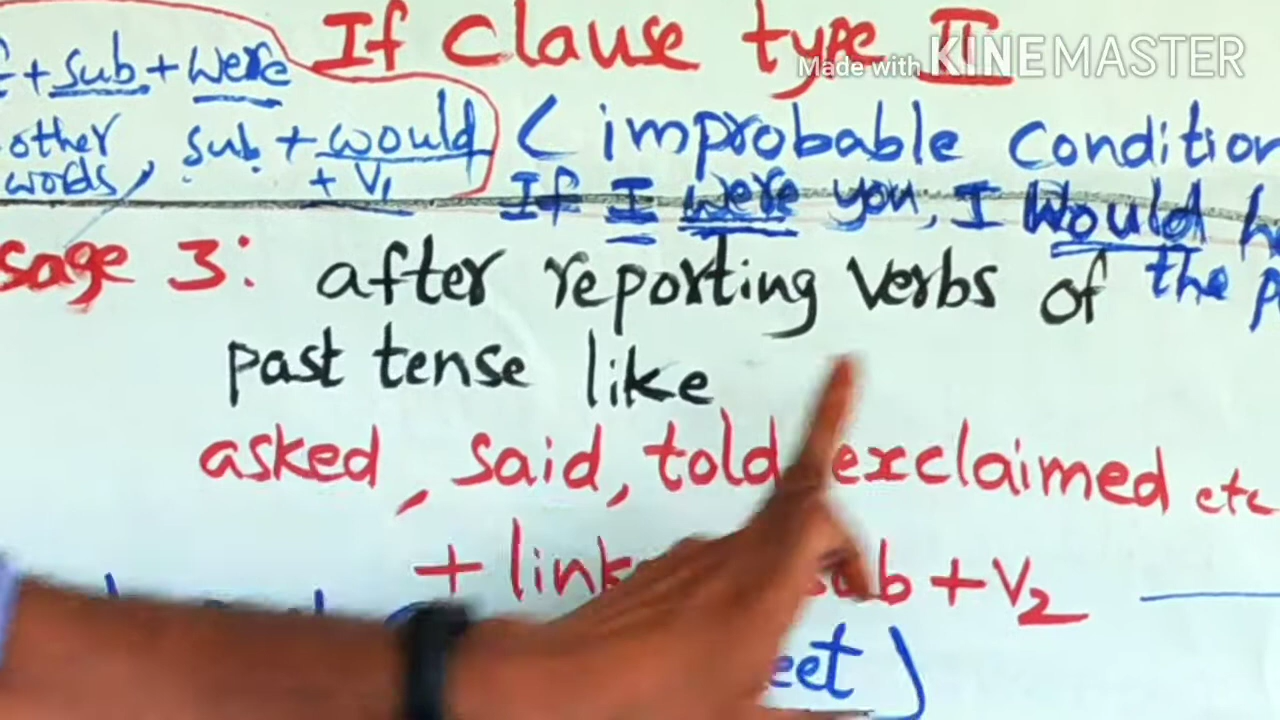 If Clause type II
Made with KINEMASTER
+ sub + were
other
words, sub + would
+ V1
( improbable condition
If I were you, I would
sage 3: after reporting verbs of the
past tense like
asked, said, told exclaimed etc
+ link sub + V2
eet )